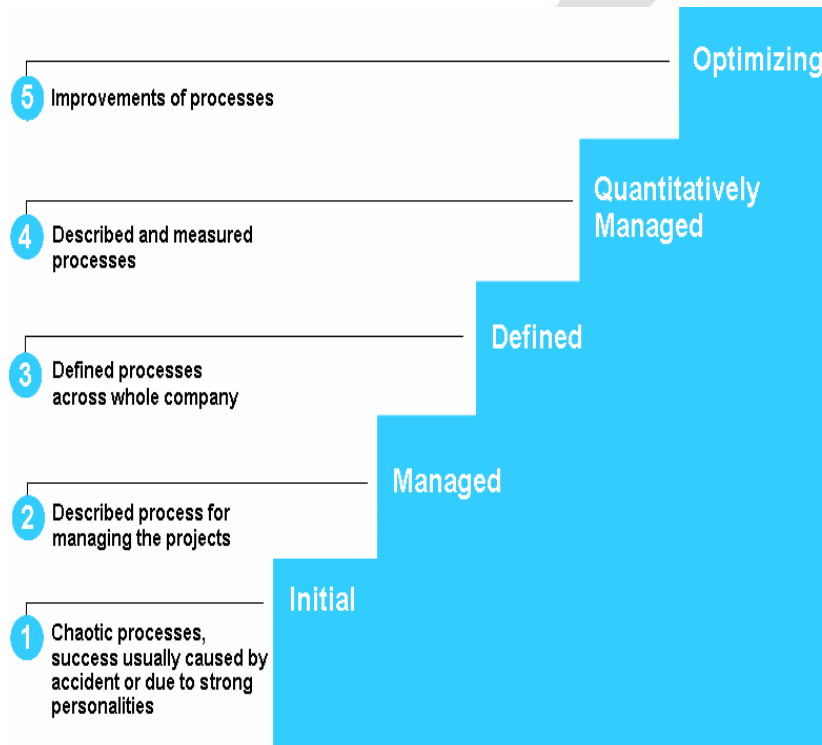 Optimizing
5
Improvements of processes
Quantitatively
Managed
4
Described and measured
processes
Defined
3
Defined processes
across whole company
Managed
2
Described process for
managing the projects
Initial
1
Chaotic processes,
success usually caused by
accident or due to strong
personalities